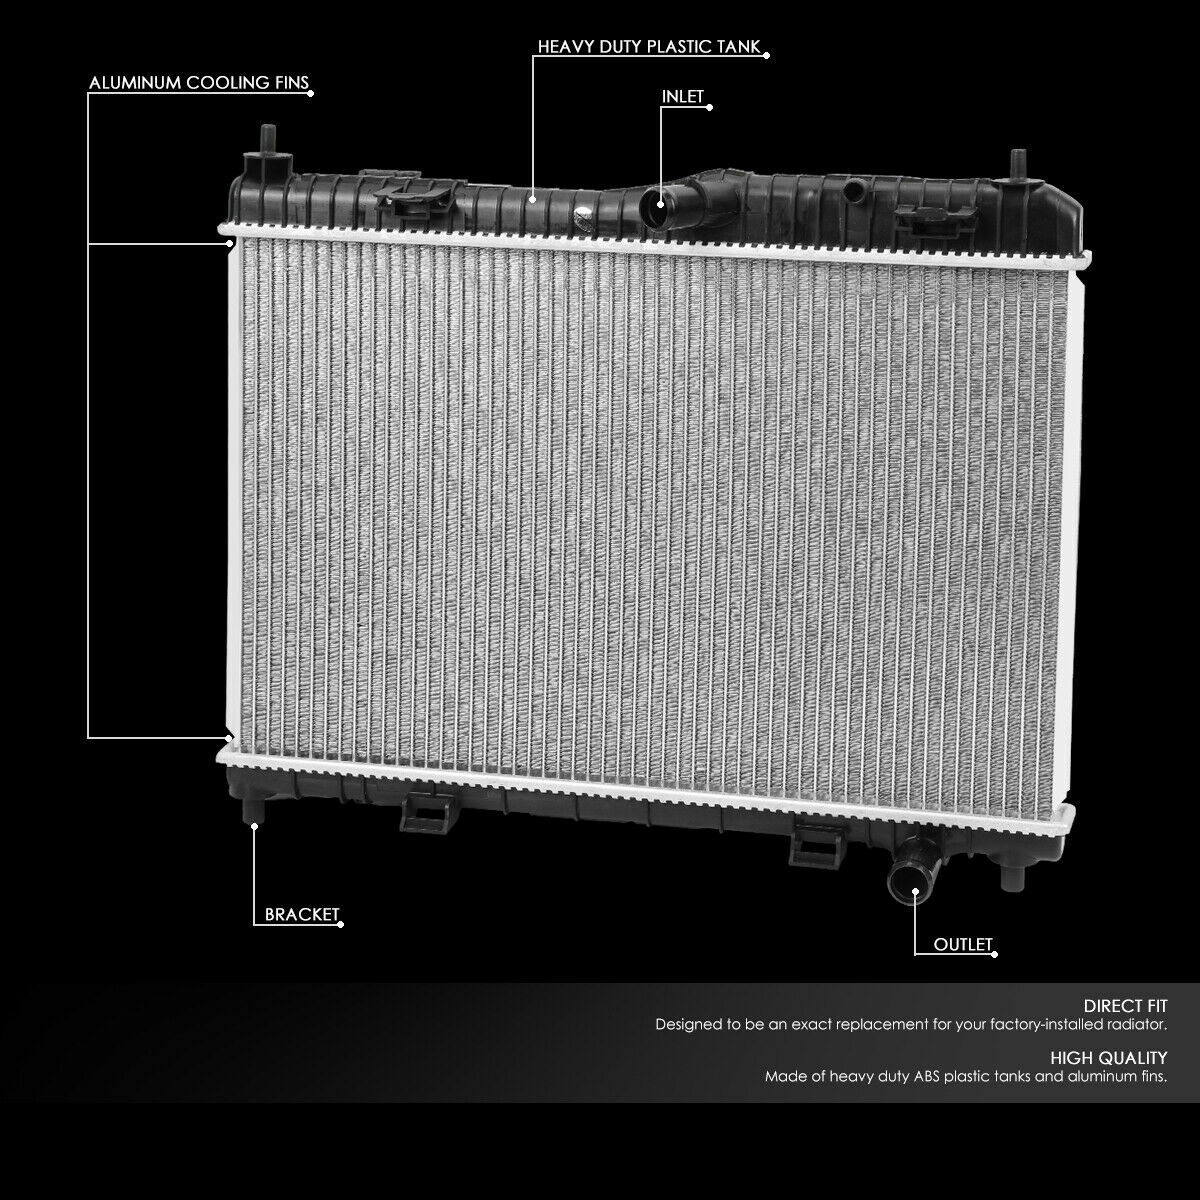 HEAVY DUTY PLASTIC TANK
ALUMINUM COOLING FINS
INLET
BRACKET
OUTLET
DIRECT FIT
Designed to be an exact replacement for your factory-installed radiator.
HIGH QUALITY
Made of heavy duty ABS plastic tanks and aluminum fins.